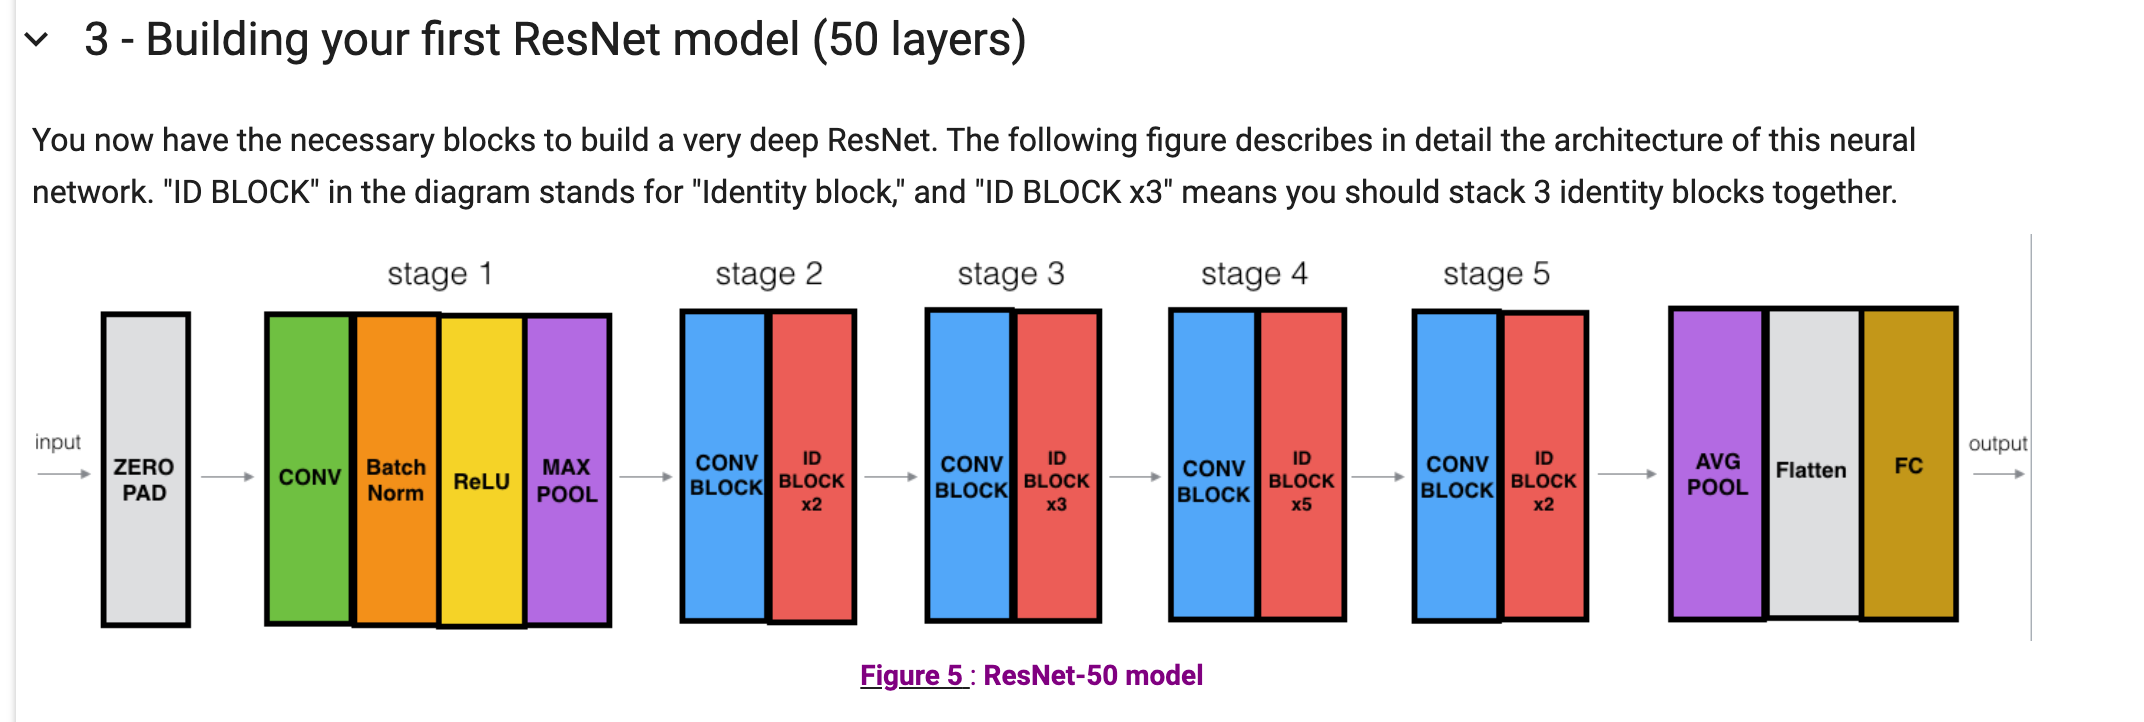 3 - Building your first ResNet model (50 layers)
You now have the necessary blocks to build a very deep ResNet. The following figure describes in detail the architecture of this neural
network. "ID BLOCK" in the diagram stands for "Identity block," and "ID BLOCK x3" means you should stack 3 identity blocks together.
stage 1
stage 2
stage 3
stage 4
stage 5
input
ZERO
PAD
CONV
Batch
Norm
ReLU
MAX
POOL
CONV
BLOCK
ID
BLOCK
x2
CONV
BLOCK
ID
BLOCK
x3
CONV
BLOCK
ID
BLOCK
x5
CONV
BLOCK
ID
BLOCK
x2
AVG
POOL
Flatten
FC
output
Figure 5 : ResNet-50 model